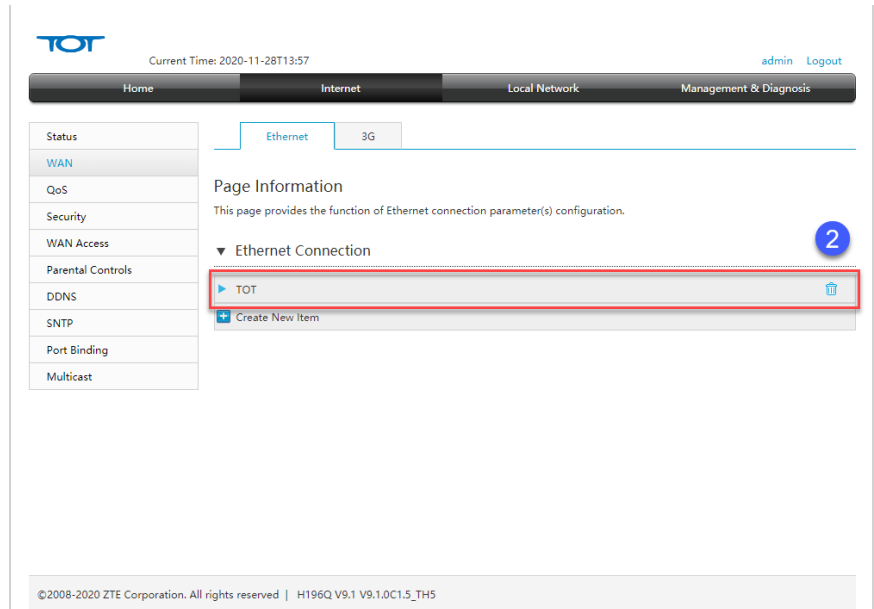 TOT
Current Time: 2020-11-28T13:57
admin Logout
Home Internet Local Network Management & Diagnosis
Status
WAN
QoS
Security
WAN Access
Parental Controls
DDNS
SNTP
Port Binding
Multicast
Ethernet 3G
Page Information
This page provides the function of Ethernet connection parameter(s) configuration.
2
▼ Ethernet Connection
TOT
Create New Item
©2008-2020 ZTE Corporation. All rights reserved | H196Q V9.1 V9.1.0C1.5_TH5